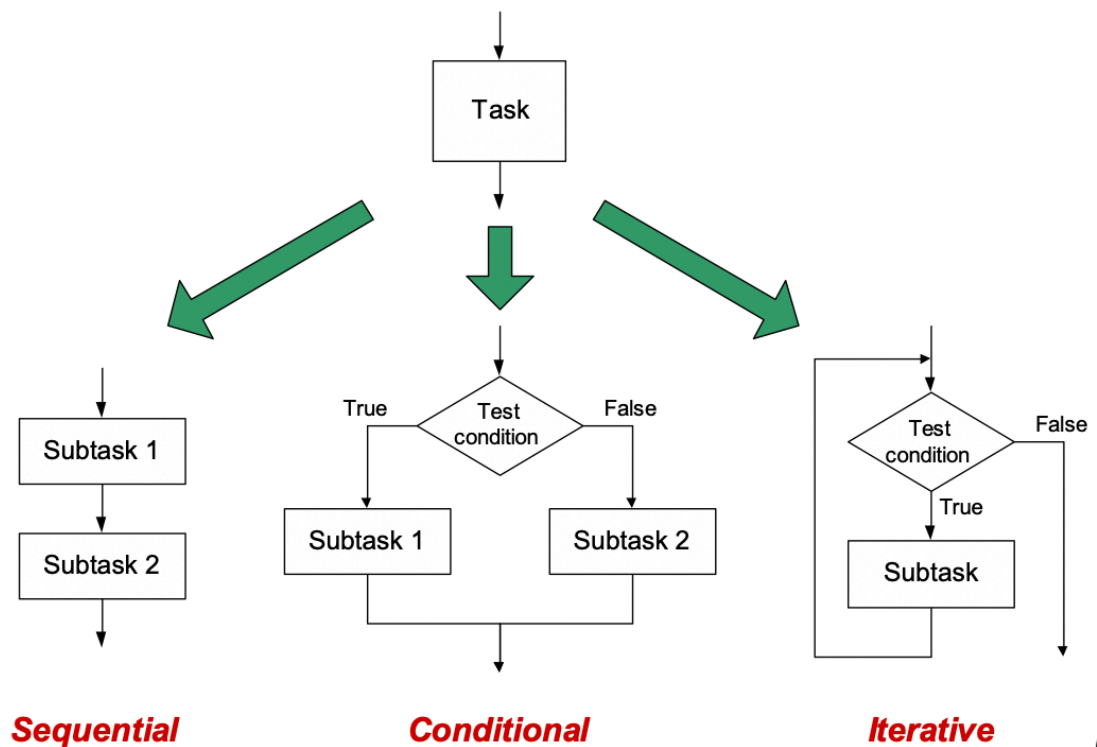 Task
True
Test
condition
False
Subtask 1
Subtask 2
Subtask 1
Subtask 2
Test
condition
False
True
Subtask
Sequential
Conditional
Iterative